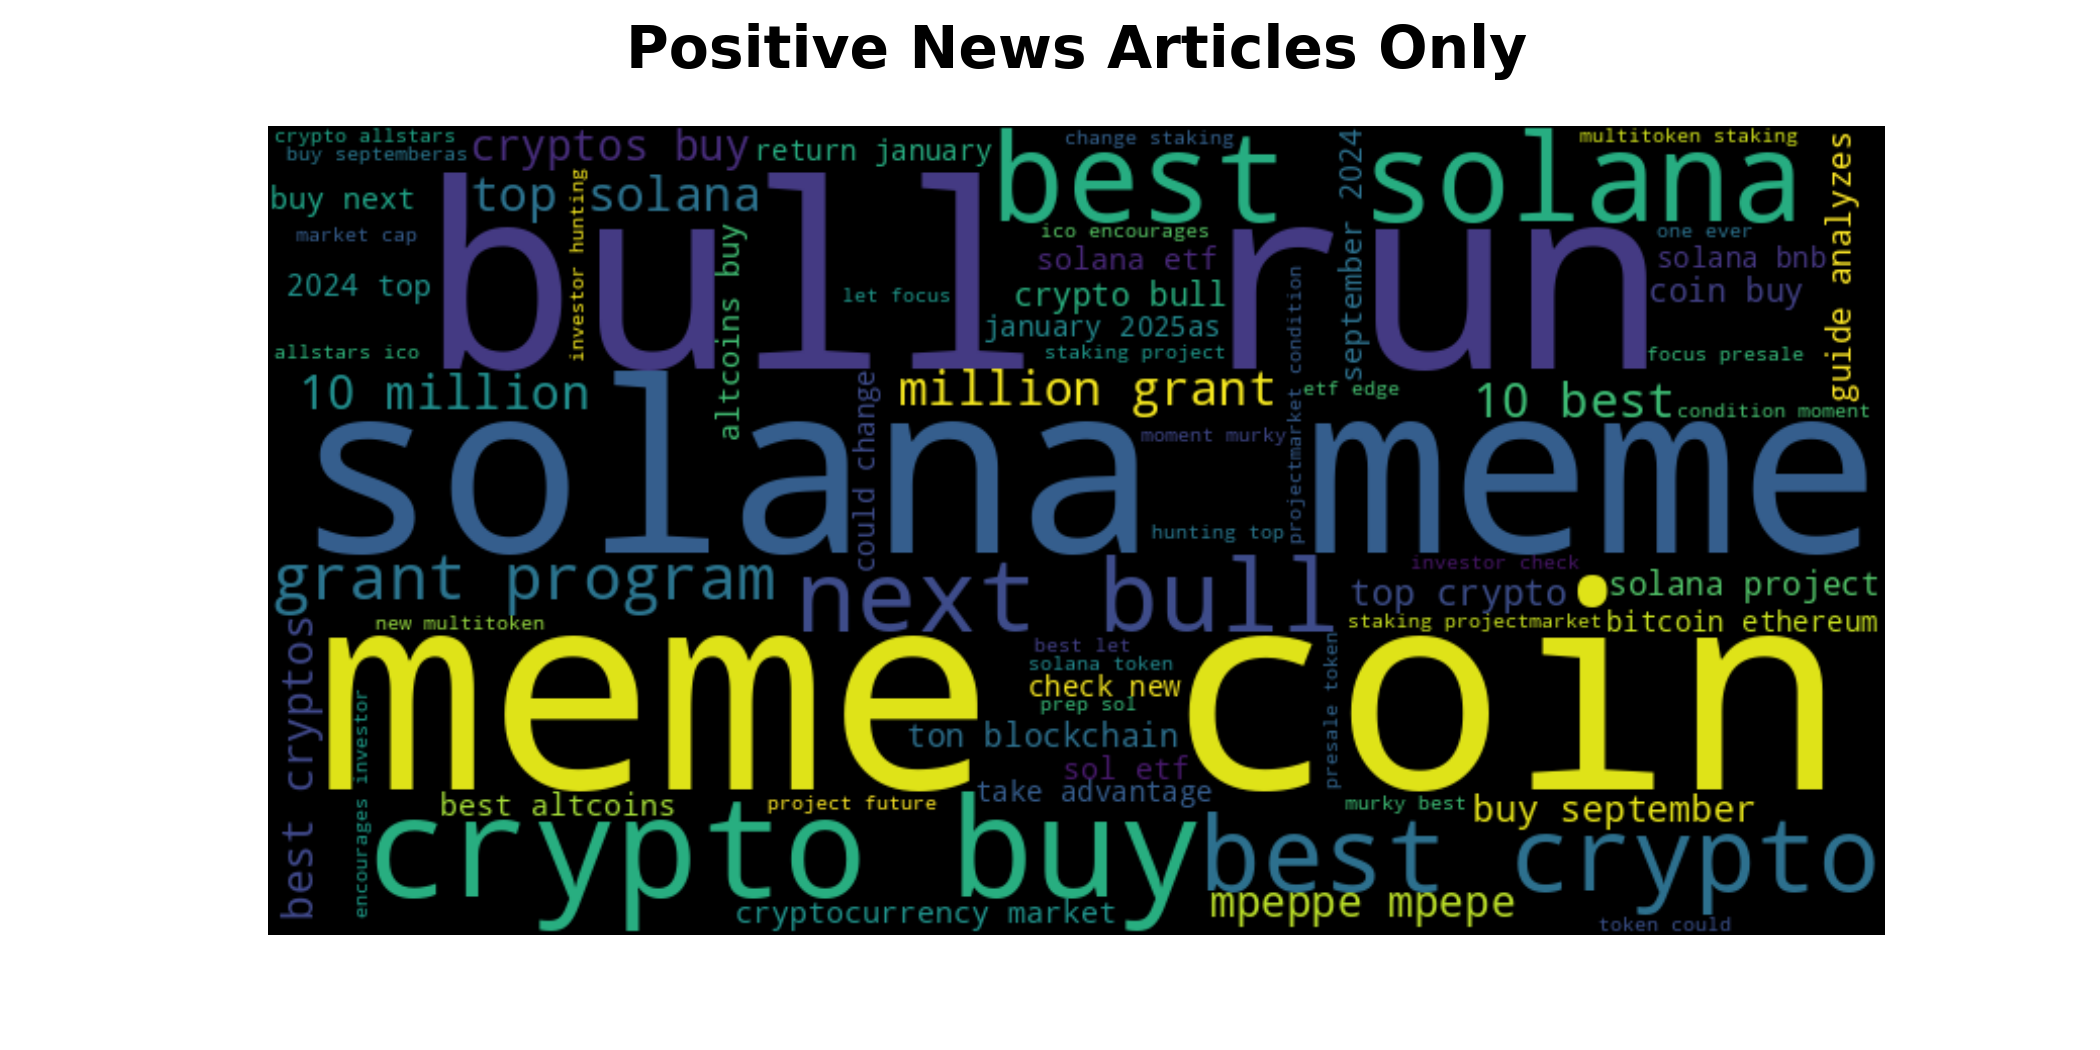 Positive News Articles Only
crypto allstars
buy septemberas
cryptos buy
return january
best solana
change staking
september 2024
multitoken staking
guide analyzes
buy next
top solana
investor hunting
market cap
bull run
altcoins buy
ico encourages
solana etf
one ever
solana bnb
2024 top
let focus
crypto bull
coin buy
january 2025as
allstars ico
staking project
projectmarket condition
focus presale
10 million
could change
million grant
etf edge
10 best
condition moment
solana meme
moment murky
hunting top
grant program
next bull
investor check
top crypto
solana project
new multitoken
staking projectmarket
bitcoin ethereum
best cryptos
meme coin
best let
solana token
check new
prep sol
presale token
encourages investor
ton blockchain
sol etf
take advantage
best altcoins
project future
murky best
buy september
crypto buy
best crypto
mpeppe mpepe
cryptocurrency market
token could